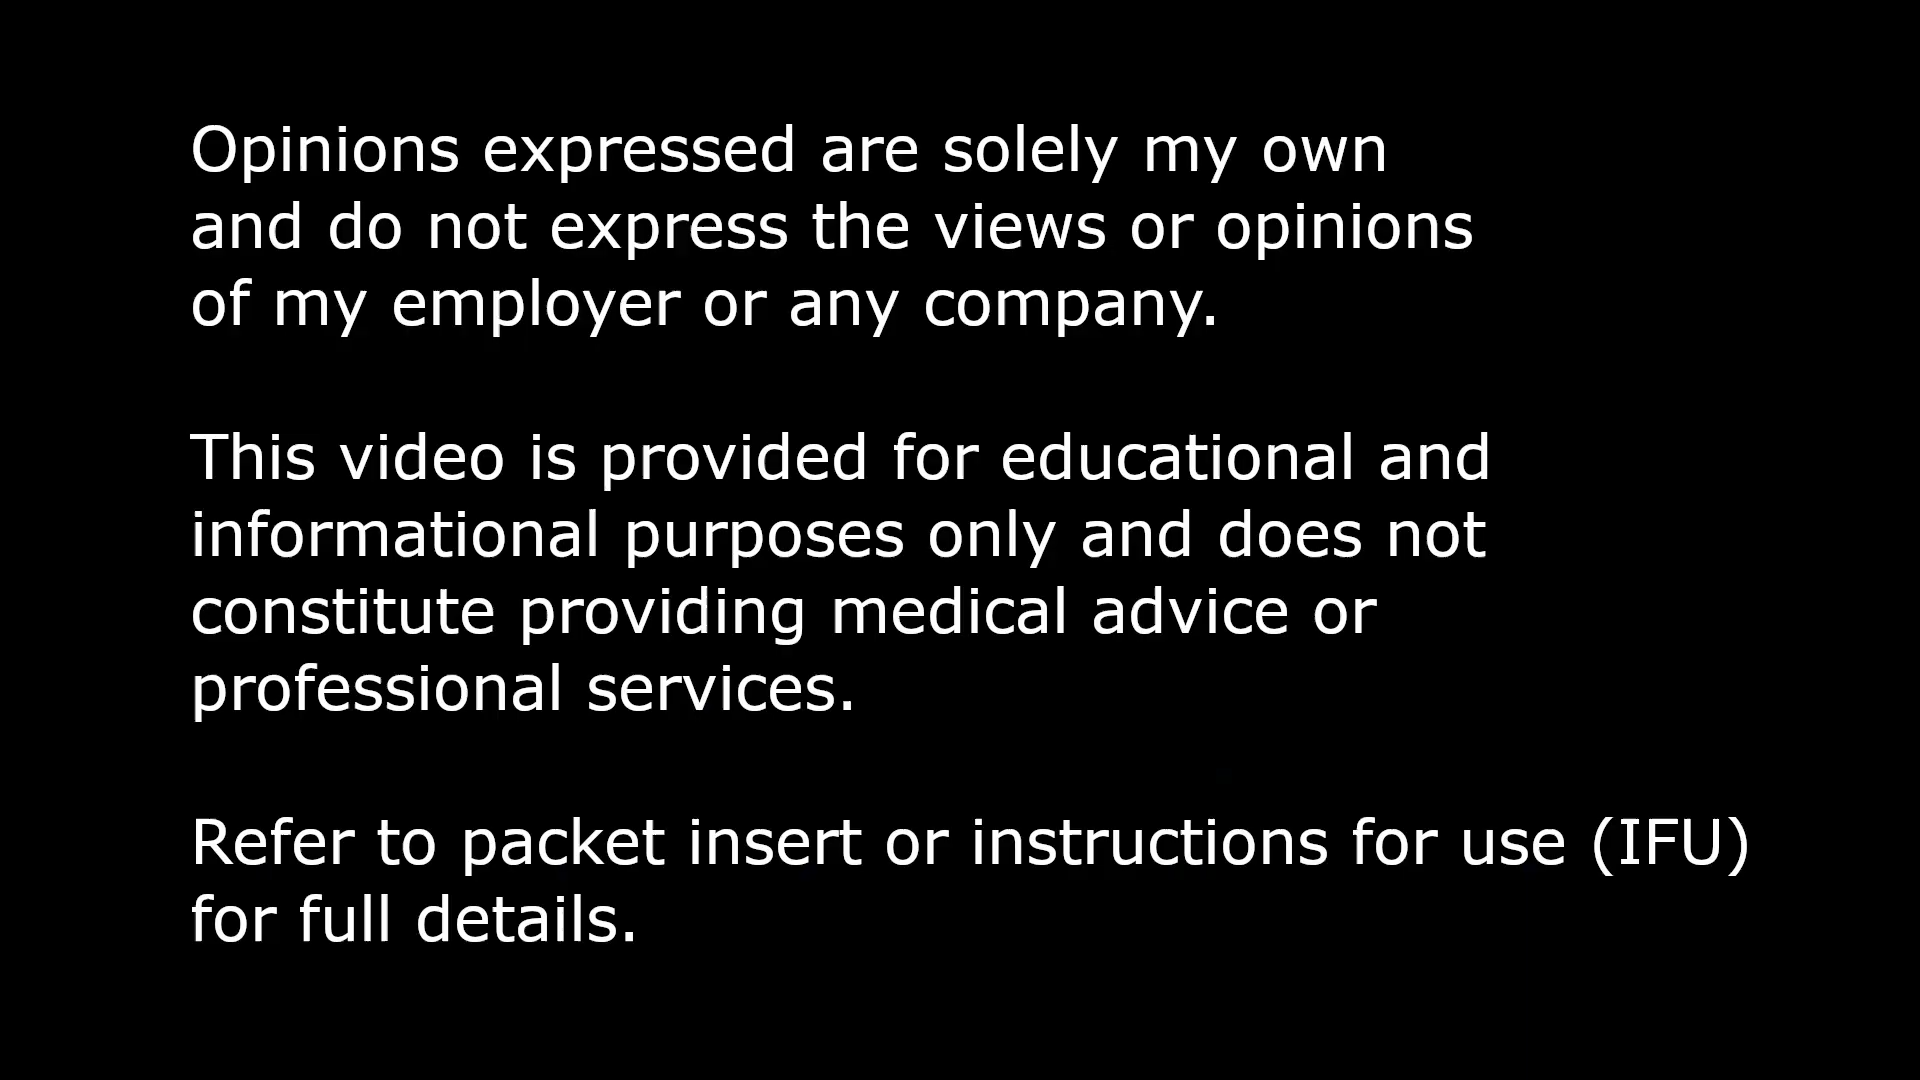 Opinions expressed are solely my own
and do not express the views or opinions
of my employer or any company.
This video is provided for educational and
informational purposes only and does not
constitute providing medical advice or
professional services.
Refer to packet insert or instructions for use (IFU)
for full details.